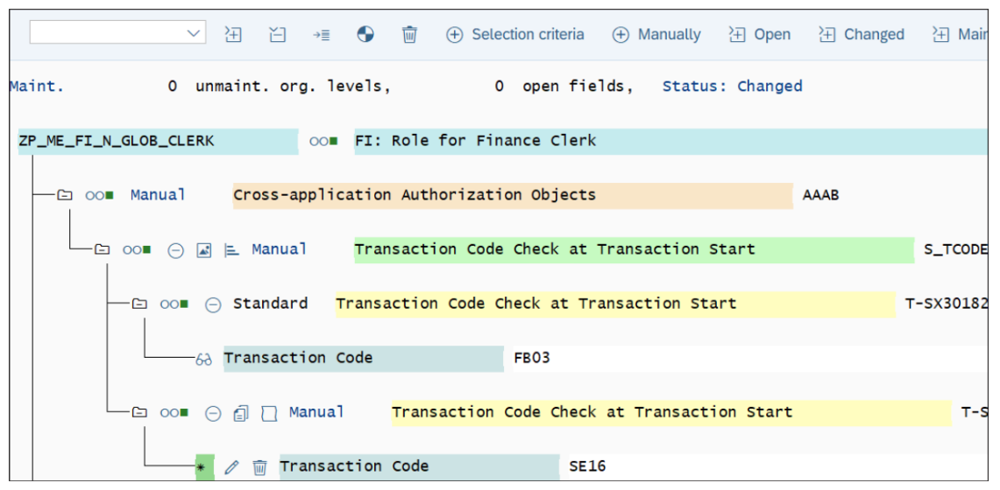 Selection criteria Manually Open Changed Mair
Maint. 0 unmaint. org. levels, 0 open fields, Status: Changed
ZP_ME_FI_N_GLOB_CLERK FI: Role for Finance Clerk
Manual Cross-application Authorization Objects AAAB
Manual Transaction Code Check at Transaction Start S_TCODE
Standard Transaction Code Check at Transaction Start T-SX30182
Transaction Code FB03
Manual Transaction Code Check at Transaction Start T-S
* Transaction Code SE16